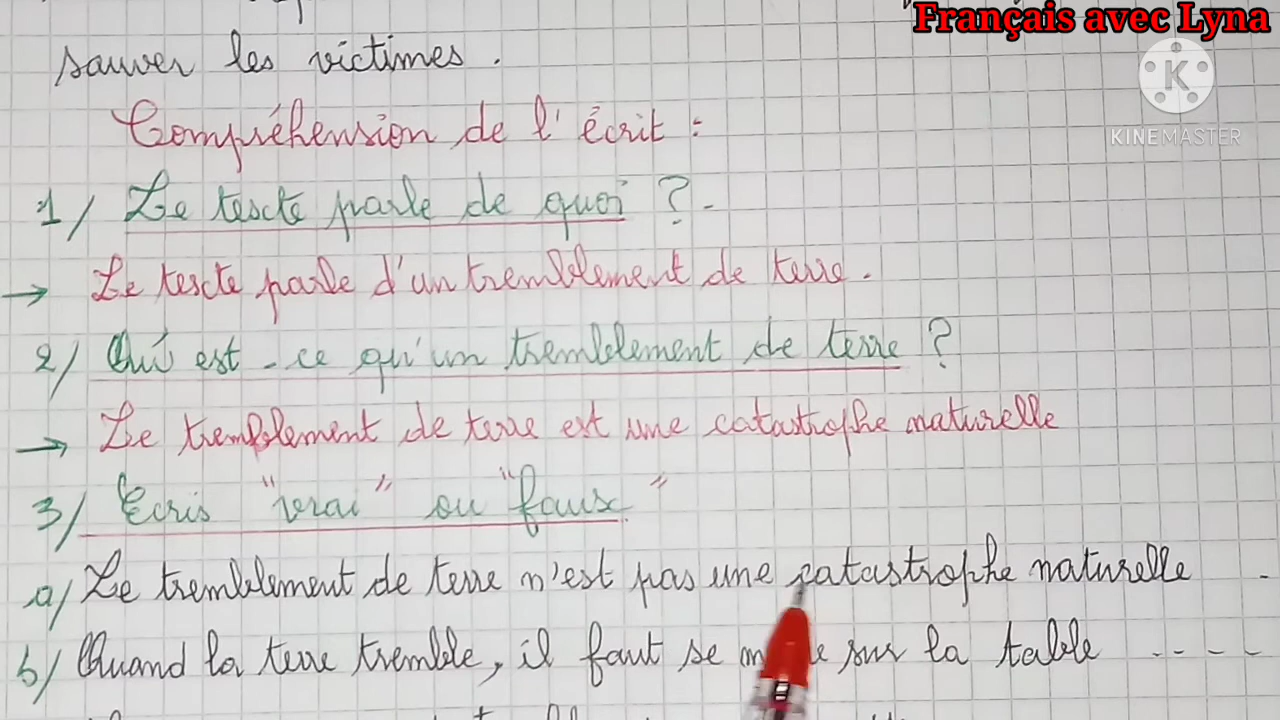 Français avec Lyna
sauver les victimes.
KINEMASTER
Compréhension de l'écrit :
1/ Le texte parle de quoi ? -
→ Le texte parle d'un tremblement de terre.
2/ Qui est-ce qu'un tremblement de terre ?
→ Le tremblement de terre est une catastrophe naturelle
3/ Ecris "vrai" ou "faux"
a/ Le tremblement de terre n'est pas une catastrophe naturelle -
b/ Quand la terre tremble, il faut se sur la table ----